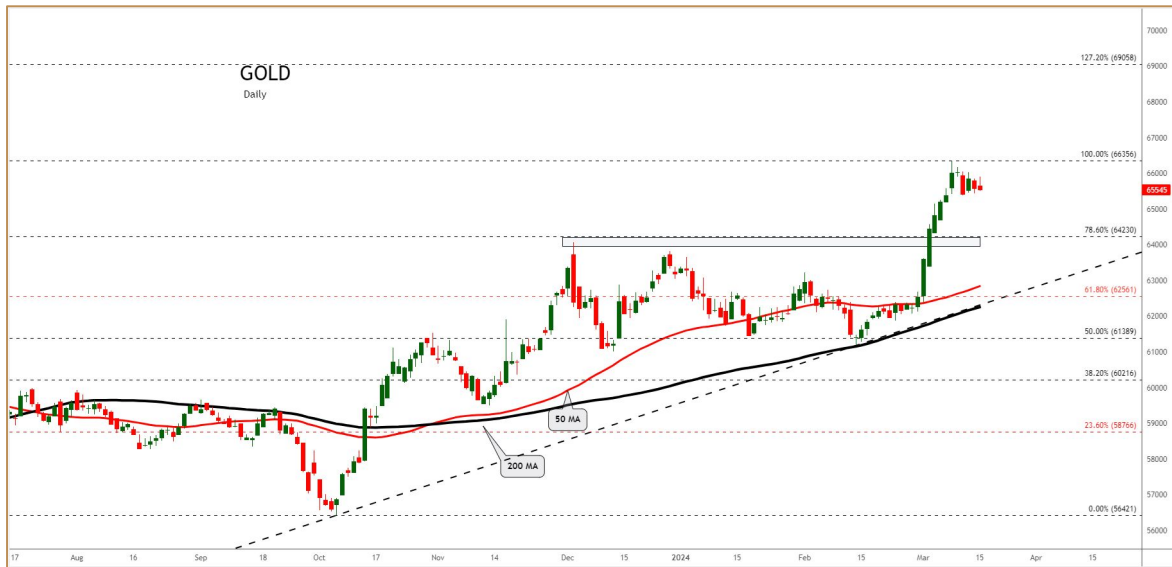 GOLD
Daily
70000
127.20% (69058)
69000
68000
67000
100.00% (66356)
66000
65545
65000
78.60% (64230)
64000
63000
61.80% (62561)
62000
50.00% (61389)
61000
38.20% (60216)
60000
50 MA
59000
23.60% (58766)
200 MA
58000
57000
0.00% (56421)
56000
17
Aug
16
Sep
18
Oct
17
Nov
14
Dec
15
2024
15
Feb
15
Mar
15
Apr
15